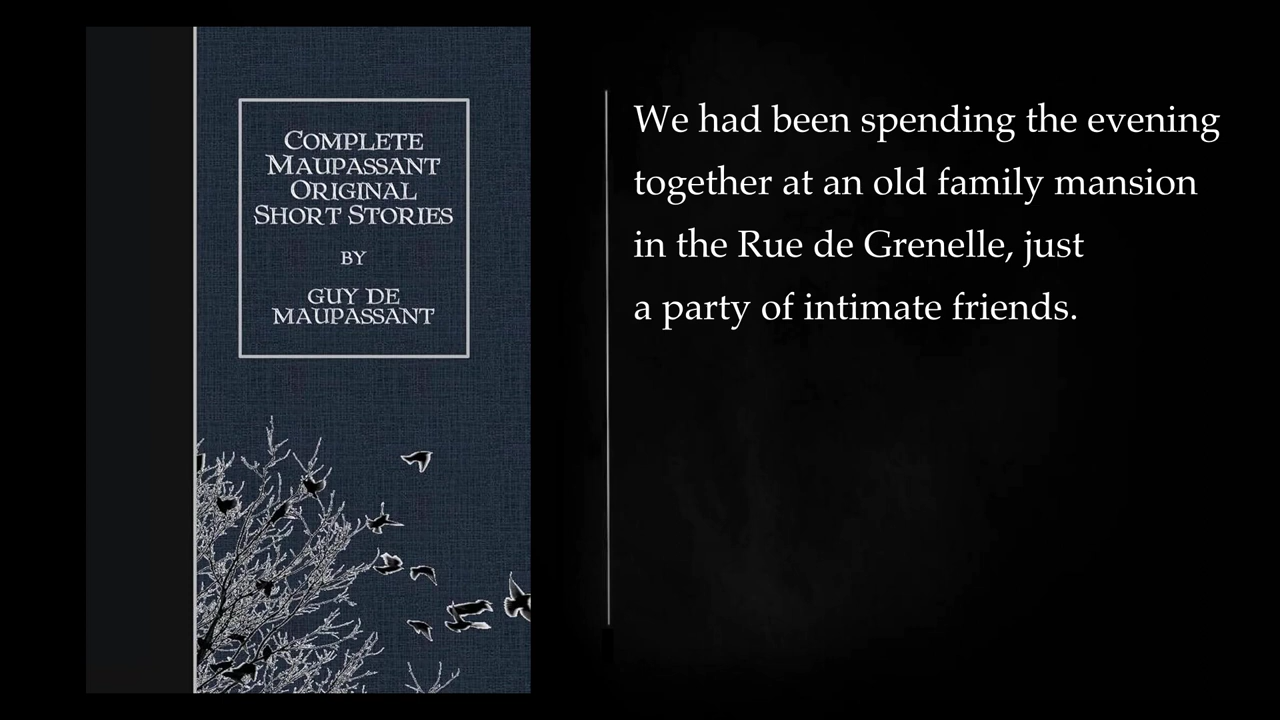 COMPLETE
MAUPASSANT
ORIGINAL
SHORT STORIES
BY
GUY DE
MAUPASSANT
We had been spending the evening
together at an old family mansion
in the Rue de Grenelle, just
a party of intimate friends.